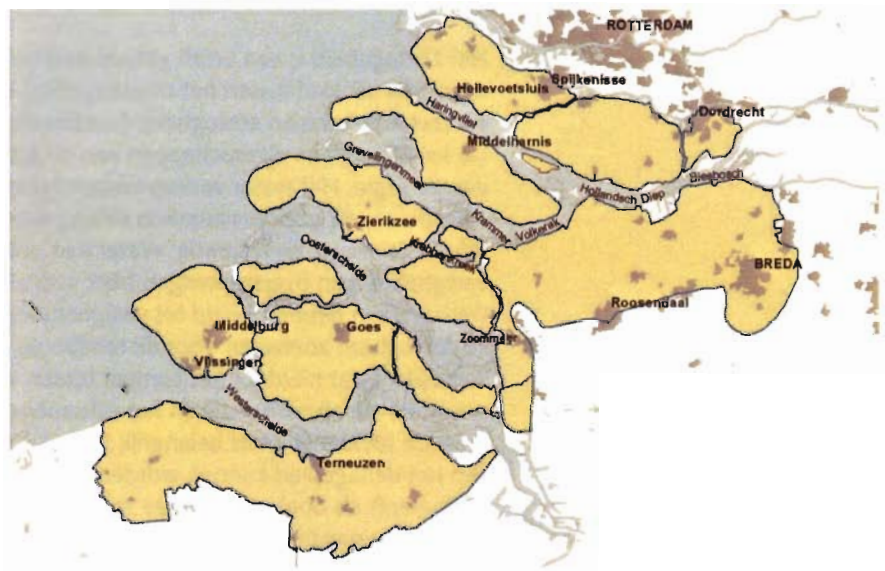 ROTTERDAM
Spijkenisse
Hellevoetsluis
Dordrecht
Haringvliet
Middelharnis
Grevelingenmeer
Biesbosch
Hollandsch Diep
Zierikzee
Krammer
Volkerak
Krabbenkreek
Oosterschelde
BREDA
Roosendaal
Middelburg
Goes
Zoommeer
Vlissingen
Westerschelde
Terneuzen